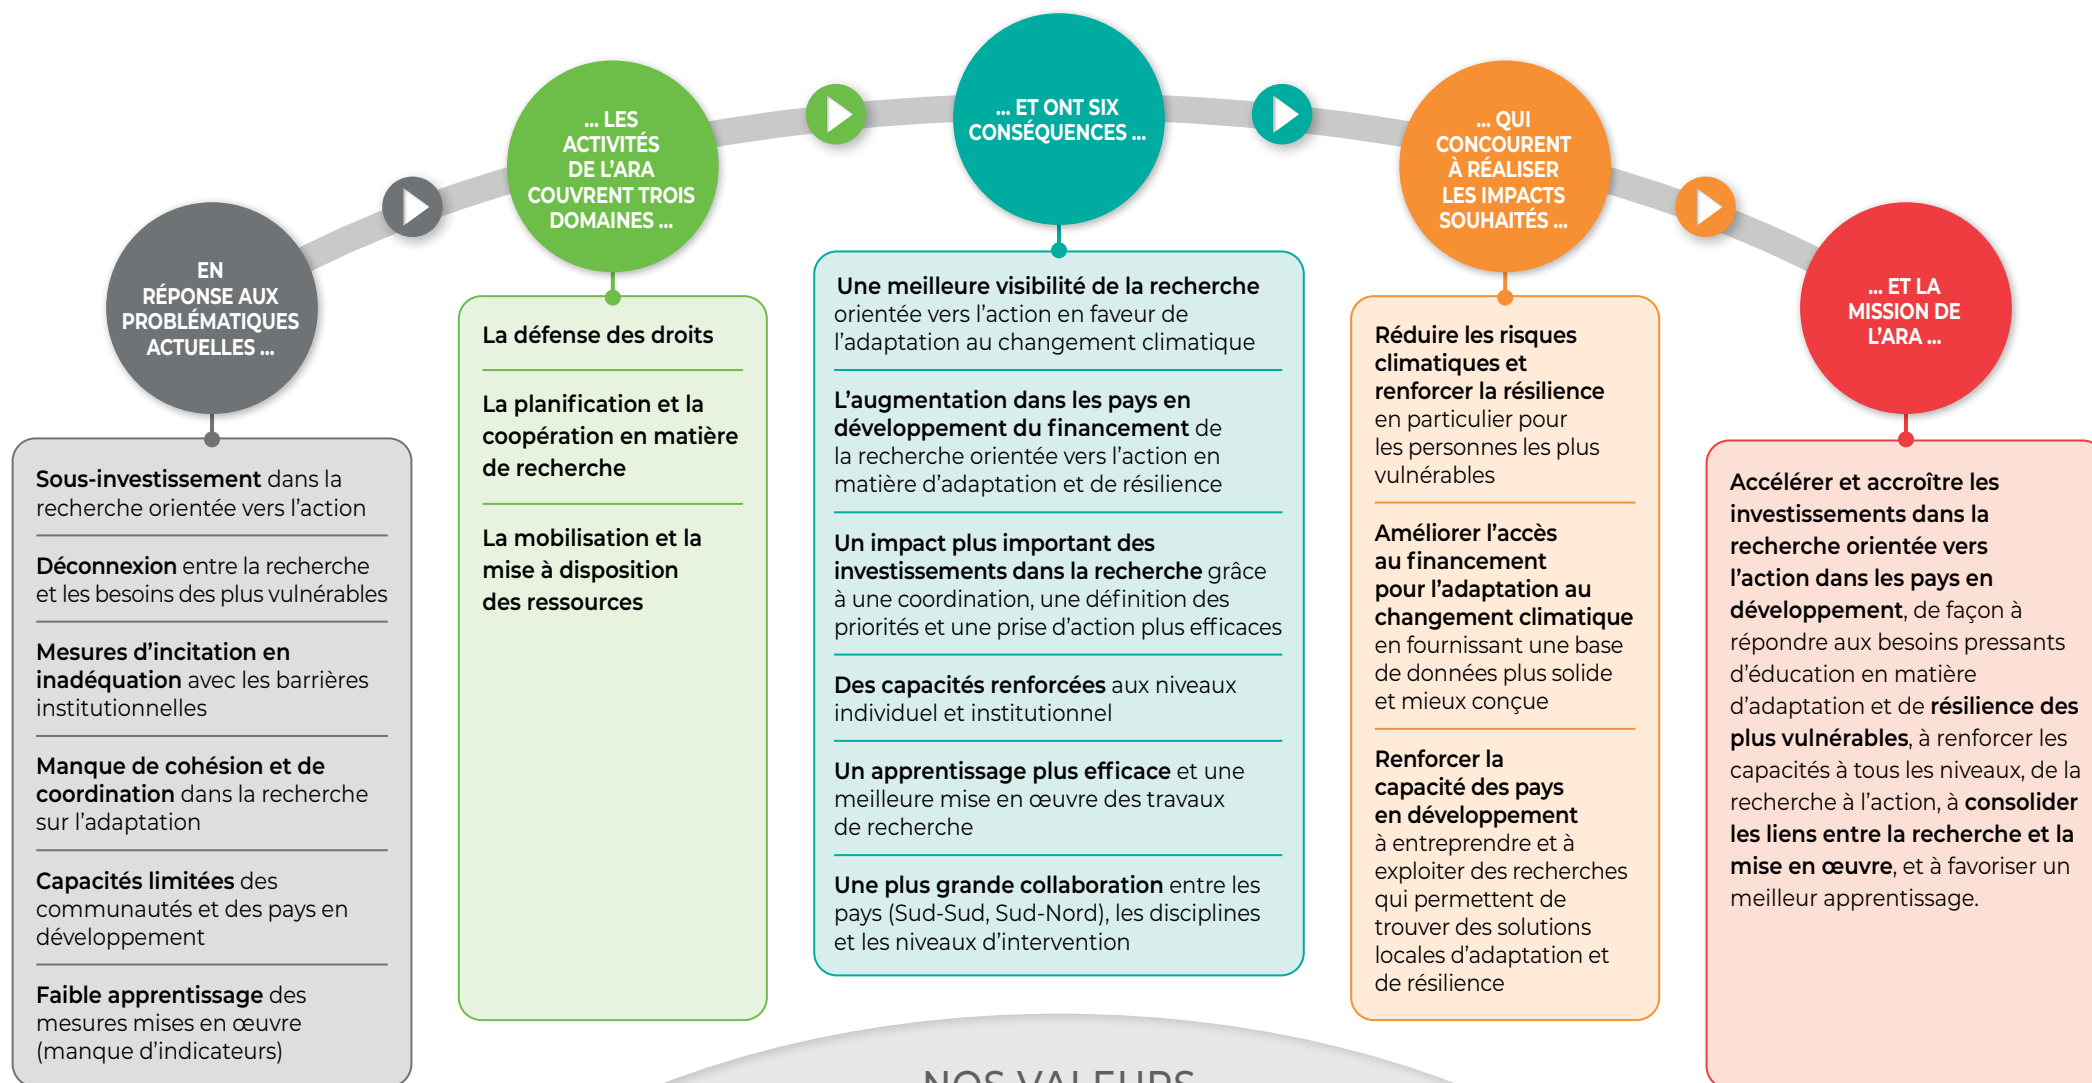 EN
RÉPONSE AUX
PROBLÉMATIQUES
ACTUELLES ...
Sous-investissement dans la
recherche orientée vers l’action
Déconnexion entre la recherche
et les besoins des plus vulnérables
Mesures d’incitation en
inadéquation avec les barrières
institutionnelles
Manque de cohésion et de
coordination dans la recherche
sur l’adaptation
Capacités limitées des
communautés et des pays en
développement
Faible apprentissage des
mesures mises en œuvre
(manque d’indicateurs)
... LES
ACTIVITÉS
DE L’ARA
COUVRENT TROIS
DOMAINES ...
La défense des droits
La planification et la
coopération en matière
de recherche
La mobilisation et la
mise à disposition
des ressources
... ET ONT SIX
CONSÉQUENCES ...
Une meilleure visibilité de la recherche
orientée vers l’action en faveur de
l’adaptation au changement climatique
L’augmentation dans les pays en
développement du financement de
la recherche orientée vers l’action en
matière d’adaptation et de résilience
Un impact plus important des
investissements dans la recherche grâce
à une coordination, une définition des
priorités et une prise d’action plus efficaces
Des capacités renforcées aux niveaux
individuel et institutionnel
Un apprentissage plus efficace et une
meilleure mise en œuvre des travaux
de recherche
Une plus grande collaboration entre les
pays (Sud-Sud, Sud-Nord), les disciplines
et les niveaux d’intervention
... QUI
CONCOURENT
À RÉALISER
LES IMPACTS
SOUHAITÉS ...
Réduire les risques
climatiques et
renforcer la résilience
en particulier pour
les personnes les plus
vulnérables
Améliorer l’accès
au financement
pour l’adaptation au
changement climatique
en fournissant une base
de données plus solide
et mieux conçue
Renforcer la
capacité des pays
en développement
à entreprendre et à
exploiter des recherches
qui permettent de
trouver des solutions
locales d’adaptation et
de résilience
... ET LA
MISSION DE
L’ARA ...
Accélérer et accroître les
investissements dans la
recherche orientée vers
l’action dans les pays en
développement, de façon à
répondre aux besoins pressants
d’éducation en matière
d’adaptation et de résilience des
plus vulnérables, à renforcer les
capacités à tous les niveaux, de la
recherche à l’action, à consolider
les liens entre la recherche et la
mise en œuvre, et à favoriser un
meilleur apprentissage.
NOS VALEURS